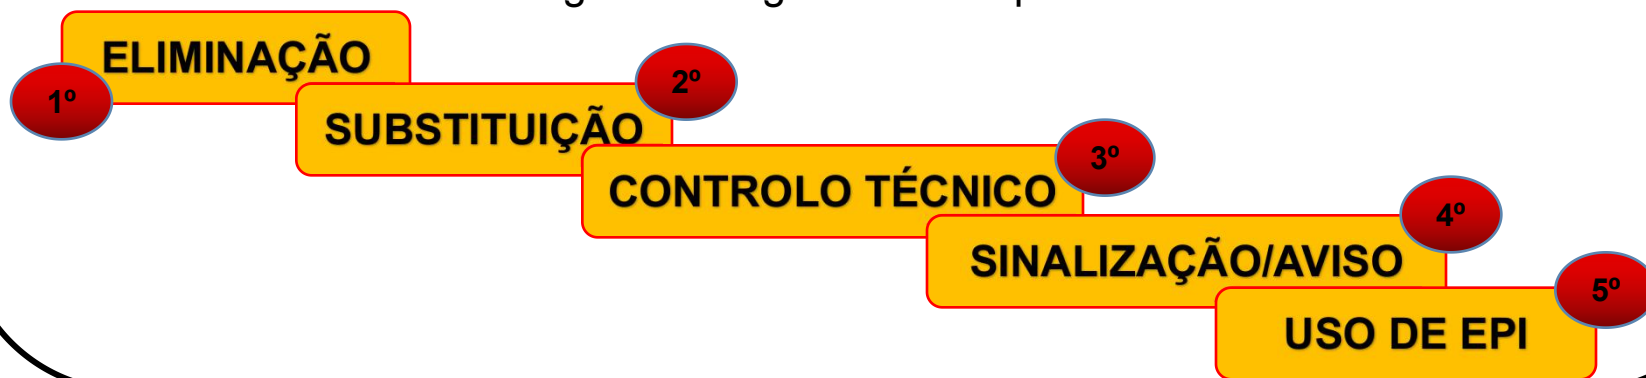 ELIMINAÇÃO
1º
2º
SUBSTITUIÇÃO
3º
CONTROLO TÉCNICO
4º
SINALIZAÇÃO/AVISO
5º
USO DE EPI